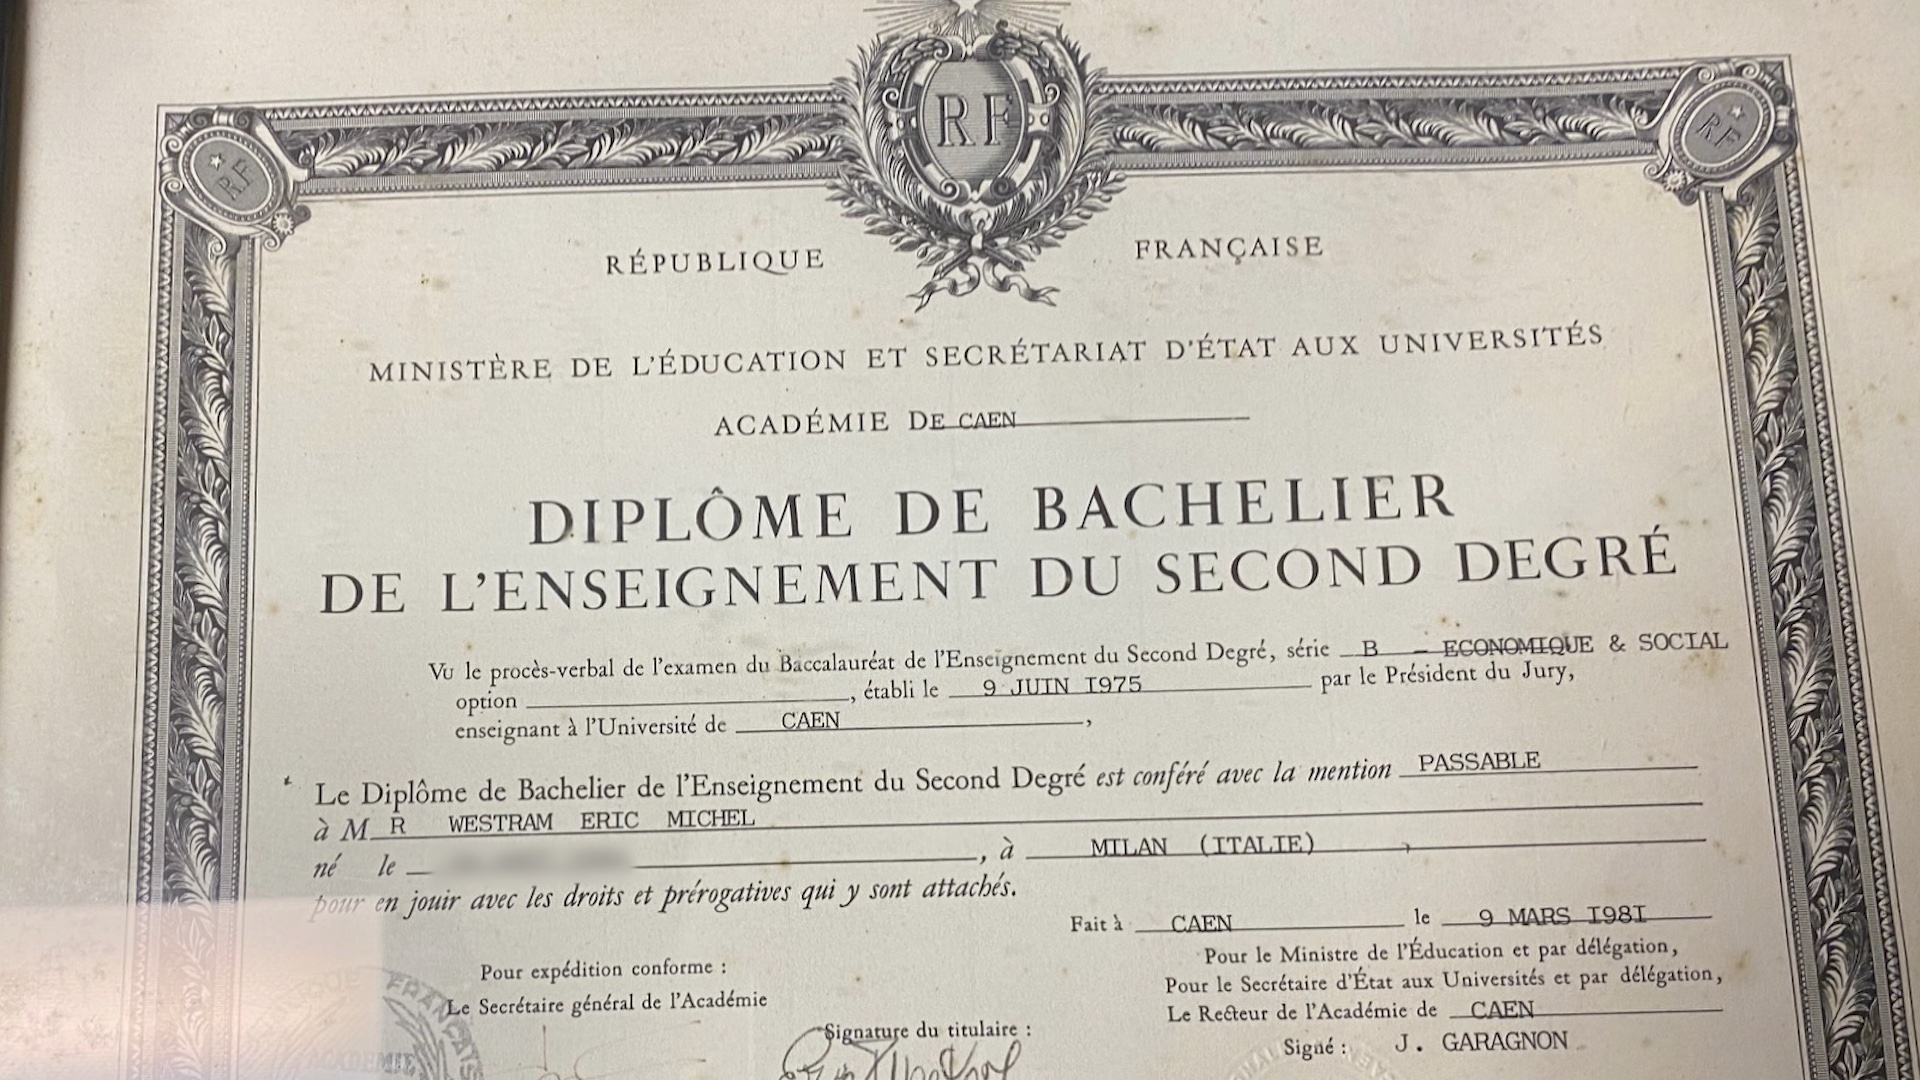 RF
RF
RF
RÉPUBLIQUE FRANÇAISE
MINISTÈRE DE L'ÉDUCATION ET SECRÉTARIAT D'ÉTAT AUX UNIVERSITÉS
ACADÉMIE DE CAEN
DIPLÔME DE BACHELIER
DE L'ENSEIGNEMENT DU SECOND DEGRÉ
Vu le procès-verbal de l'examen du Baccalauréat de l'Enseignement du Second Degré, série B - ECONOMIQUE & SOCIAL
option , établi le 9 JUIN I975 par le Président du Jury,
enseignant à l'Université de CAEN ,
Le Diplôme de Bachelier de l'Enseignement du Second Degré est conféré avec la mention PASSABLE
à M R WESTRAM ERIC MICHEL
né le , à MILAN (ITALIE)
pour en jouir avec les droits et prérogatives qui y sont attachés.
Fait à CAEN le 9 MARS I98I
Pour le Ministre de l'Éducation et par délégation,
Pour expédition conforme :
Pour le Secrétaire d'État aux Universités et par délégation,
Le Secrétaire général de l'Académie
Le Recteur de l'Académie de CAEN
Signature du titulaire :
Signé : J. GARAGNON
FRANÇAIS
ACADEMIE